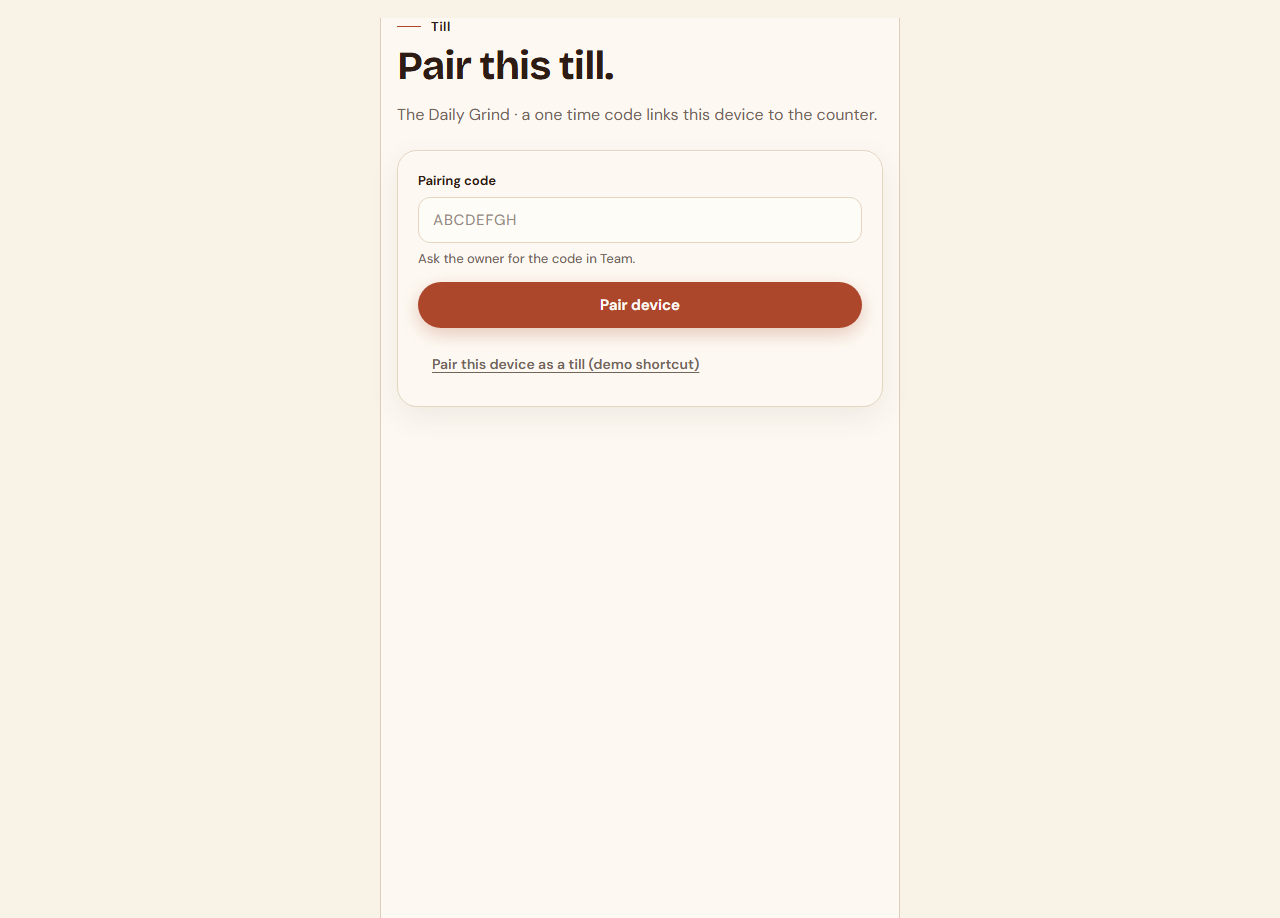 Till
Pair this till.
The Daily Grind · a one time code links this device to the counter.
Pairing code
ABCDEFGH
Ask the owner for the code in Team.
Pair device
Pair this device as a till (demo shortcut)